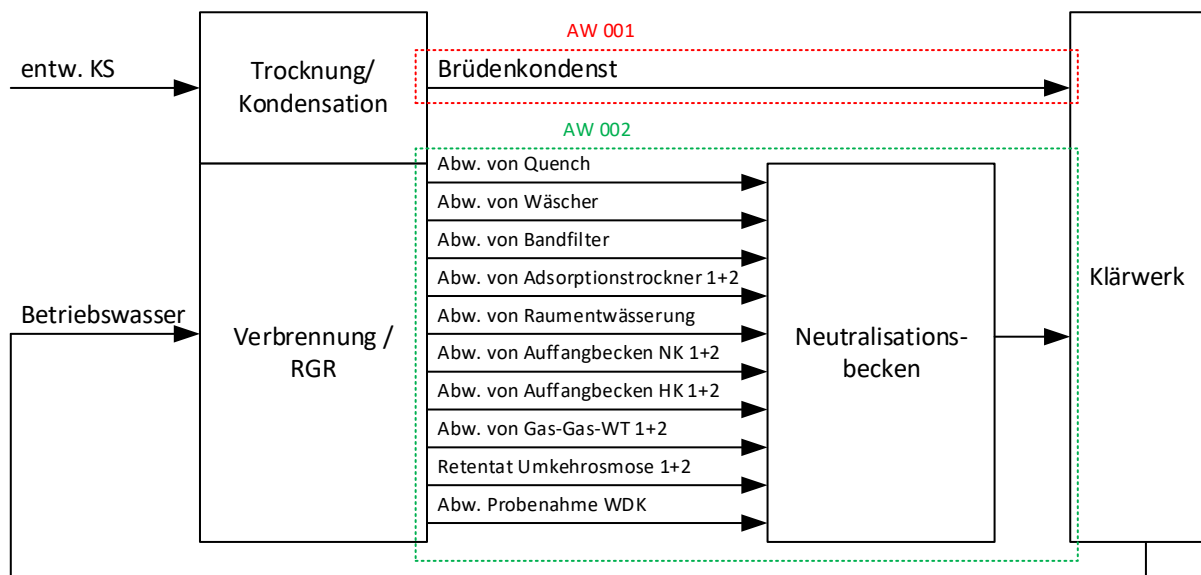 AW 001
entw. KS
Trocknung/
Kondensation
Brüdenkondenst
AW 002
Abw. von Quench
Abw. von Wäscher
Abw. von Bandfilter
Abw. von Adsorptionstrockner 1+2
Abw. von Raumentwässerung
Abw. von Auffangbecken NK 1+2
Abw. von Auffangbecken HK 1+2
Abw. von Gas-Gas-WT 1+2
Retentat Umkehrosmose 1+2
Abw. Probenahme WDK
Betriebswasser
Verbrennung /
RGR
Neutralisations-
becken
Klärwerk